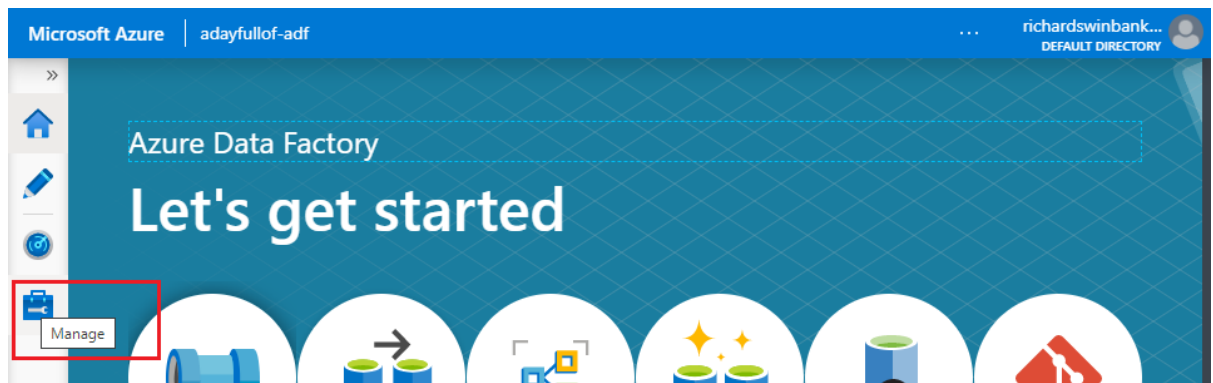 Microsoft Azure adayfullof-adf ... richardswinbank...
DEFAULT DIRECTORY
»
Azure Data Factory
Let's get started
Manage